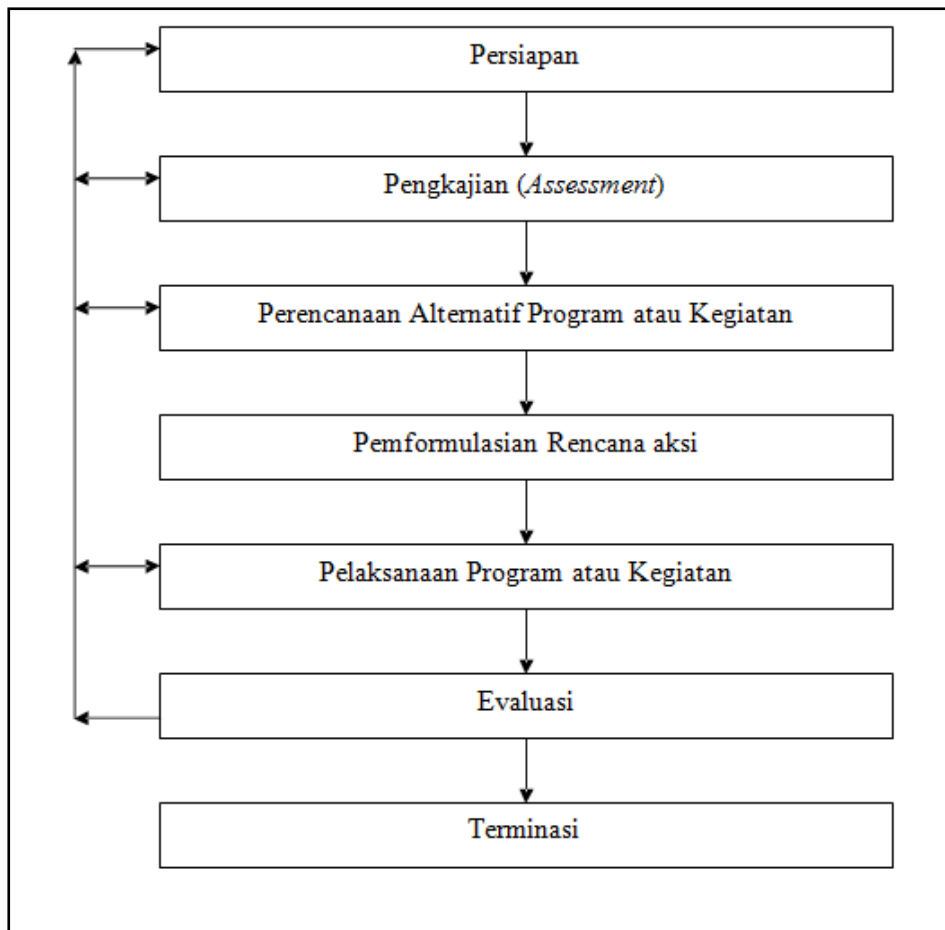 Persiapan
Pengkajian (Assessment)
Perencanaan Alternatif Program atau Kegiatan
Pemformulasian Rencana aksi
Pelaksanaan Program atau Kegiatan
Evaluasi
Terminasi